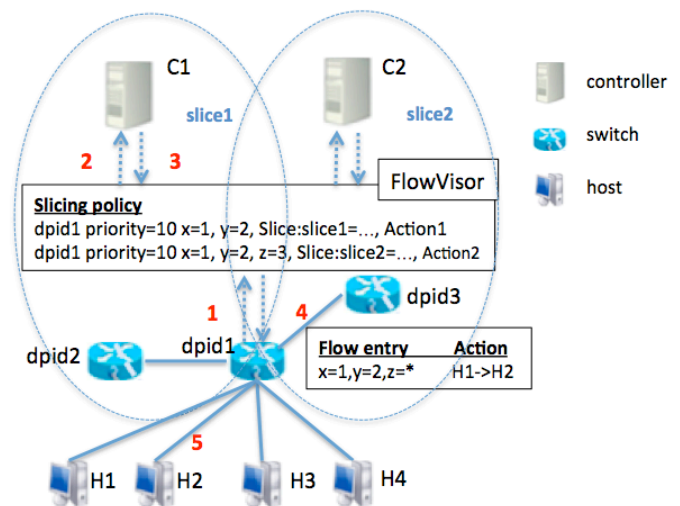 C1
C2
controller
slice1
slice2
switch
2
3
FlowVisor
host
Slicing policy
dpid1 priority=10 x=1, y=2, Slice:slice1=…, Action1
dpid1 priority=10 x=1, y=2, z=3, Slice:slice2=…, Action2
1
4
dpid3
dpid2
dpid1
Flow entry Action
x=1,y=2,z=* H1->H2
5
H1
H2
H3
H4